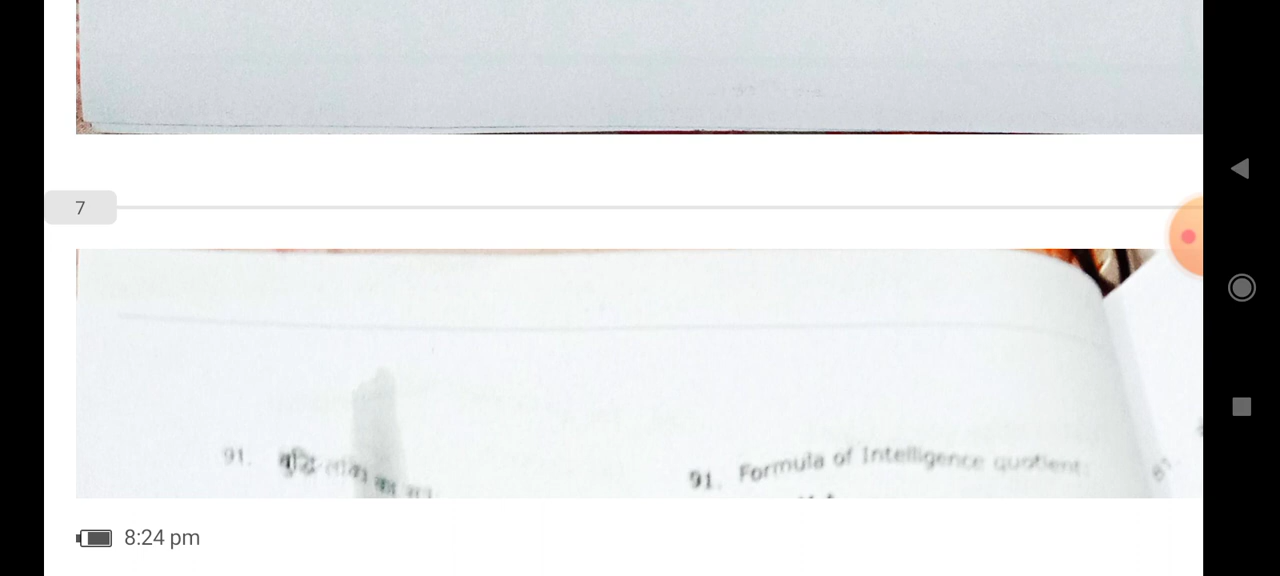 7
91. बुद्धि
91. Formula of Intelligence quotient:
8:24 pm